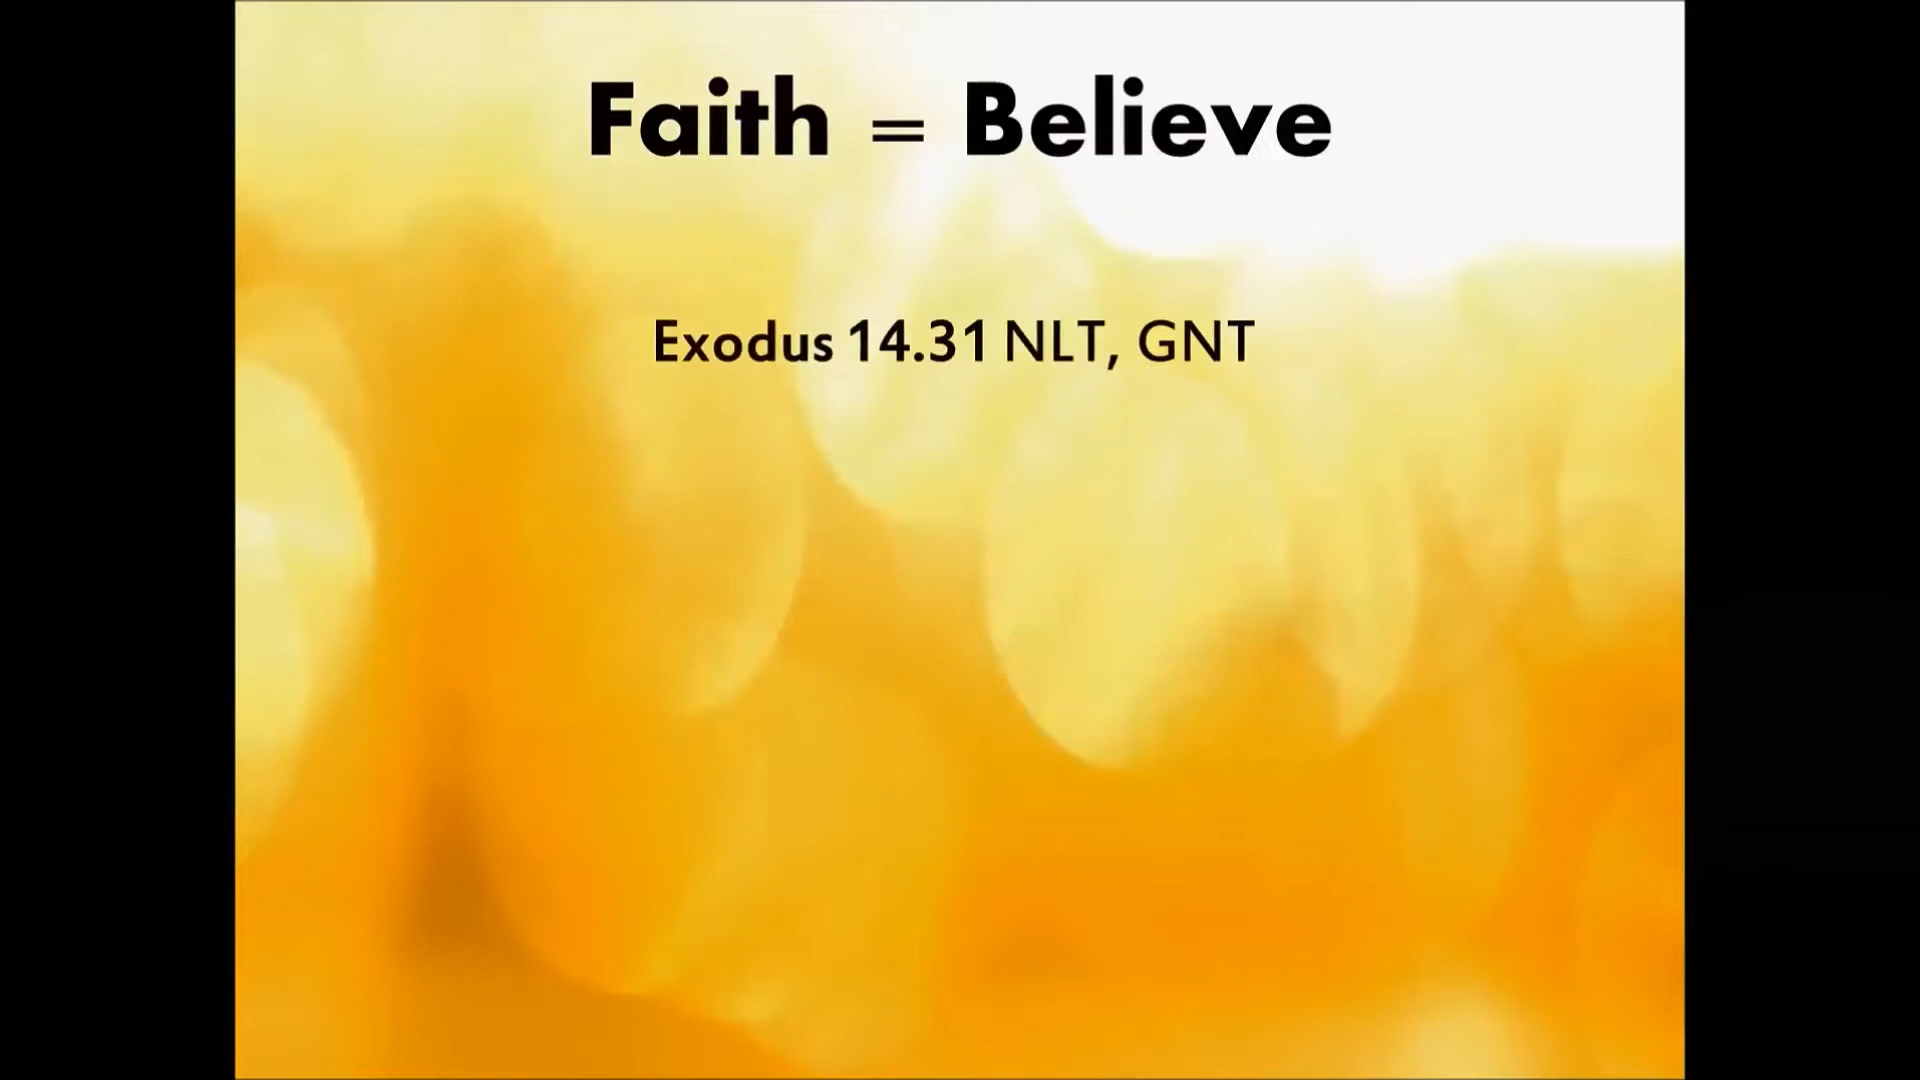 Faith = Believe
Exodus 14.31 NLT, GNT